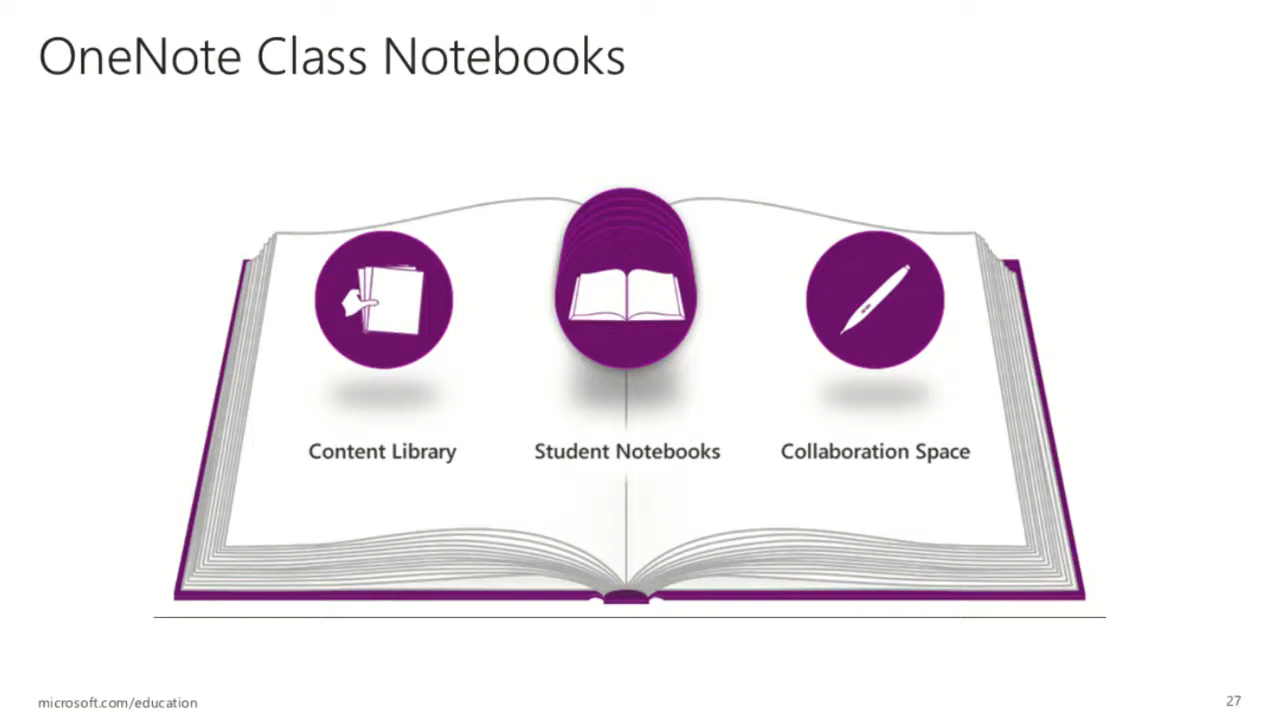 OneNote Class Notebooks
Content Library
Student Notebooks
Collaboration Space
microsoft.com/education
27